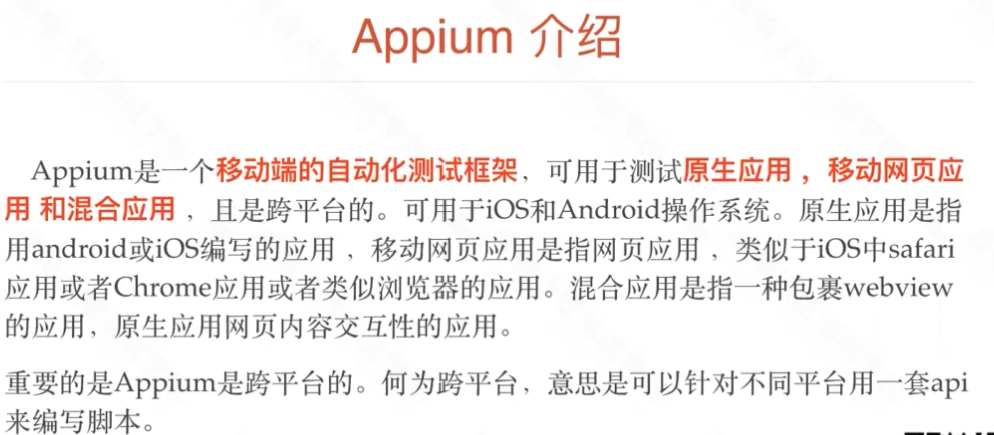 Appium 介绍
Appium是一个移动端的自动化测试框架，可用于测试原生应用，移动网页应
用 和混合应用，且是跨平台的。可用于iOS和Android操作系统。原生应用是指
用android或iOS编写的应用，移动网页应用是指网页应用，类似于iOS中safari
应用或者Chrome应用或者类似浏览器的应用。混合应用是指一种包裹webview
的应用，原生应用网页内容交互性的应用。
重要的是Appium是跨平台的。何为跨平台，意思是可以针对不同平台用一套api
来编写脚本。